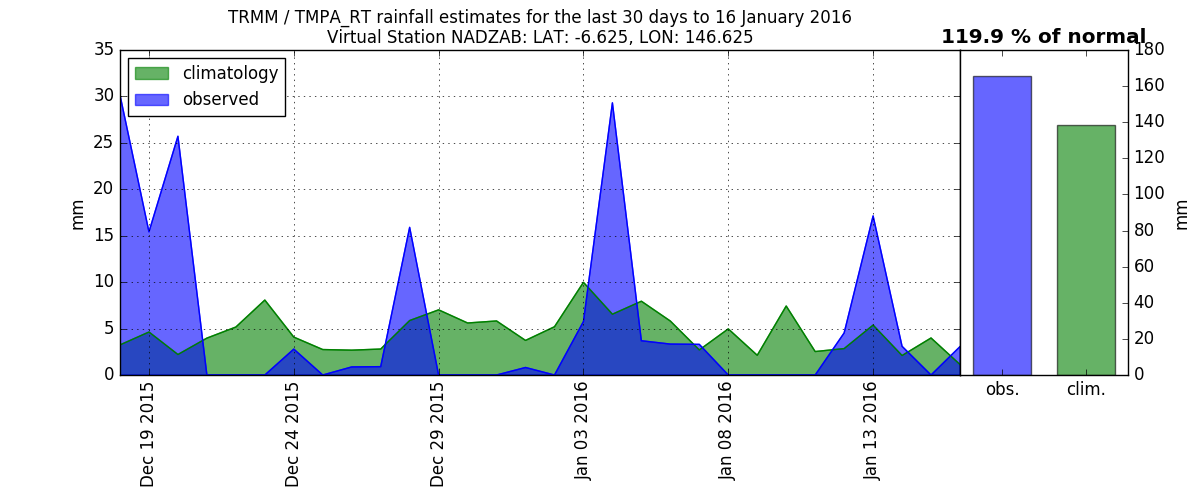 TRMM / TMPA_RT rainfall estimates for the last 30 days to 16 January 2016
Virtual Station NADZAB: LAT: -6.625, LON: 146.625
119.9 % of normal
climatology
observed
35
30
25
20
15
10
5
0
mm
Dec 19 2015
Dec 24 2015
Dec 29 2015
Jan 03 2016
Jan 08 2016
Jan 13 2016
180
160
140
120
100
80
60
40
20
0
mm
obs.
clim.